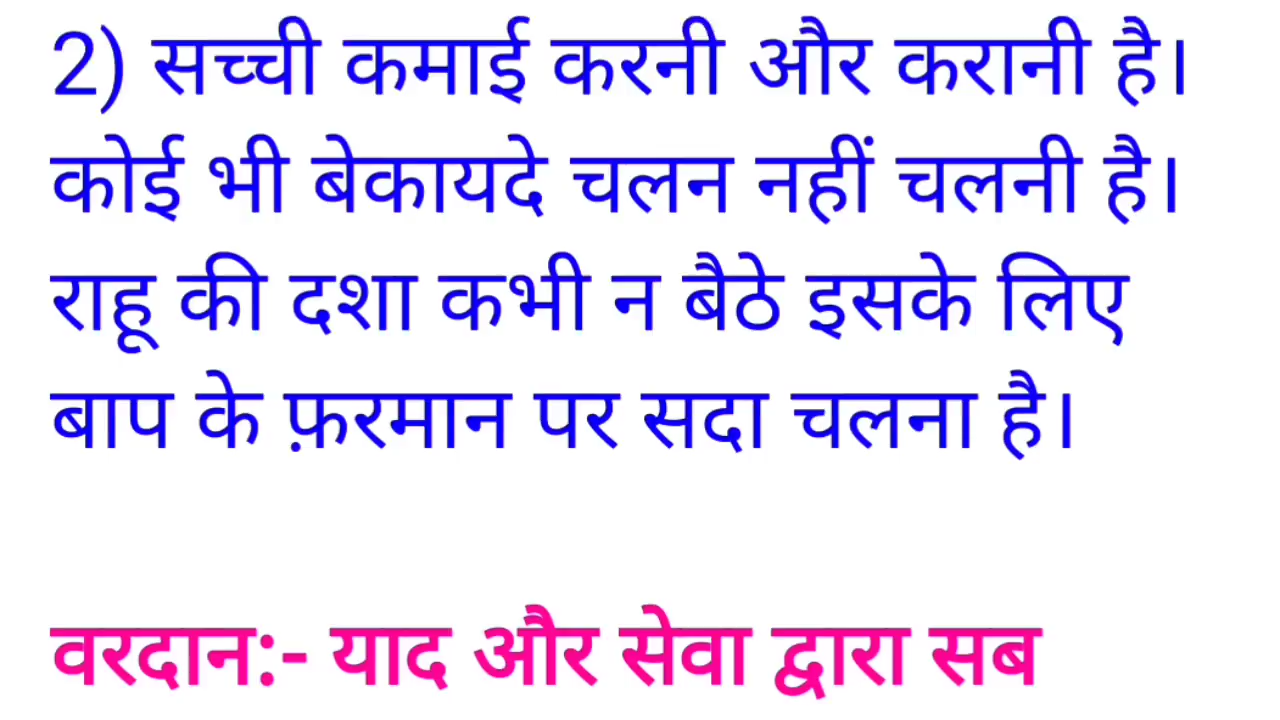 2) सच्ची कमाई करनी और करानी है।
कोई भी बेकायदे चलन नहीं चलनी है।
राहू की दशा कभी न बैठे इसके लिए
बाप के फ़रमान पर सदा चलना है।
वरदान:- याद और सेवा द्वारा सब